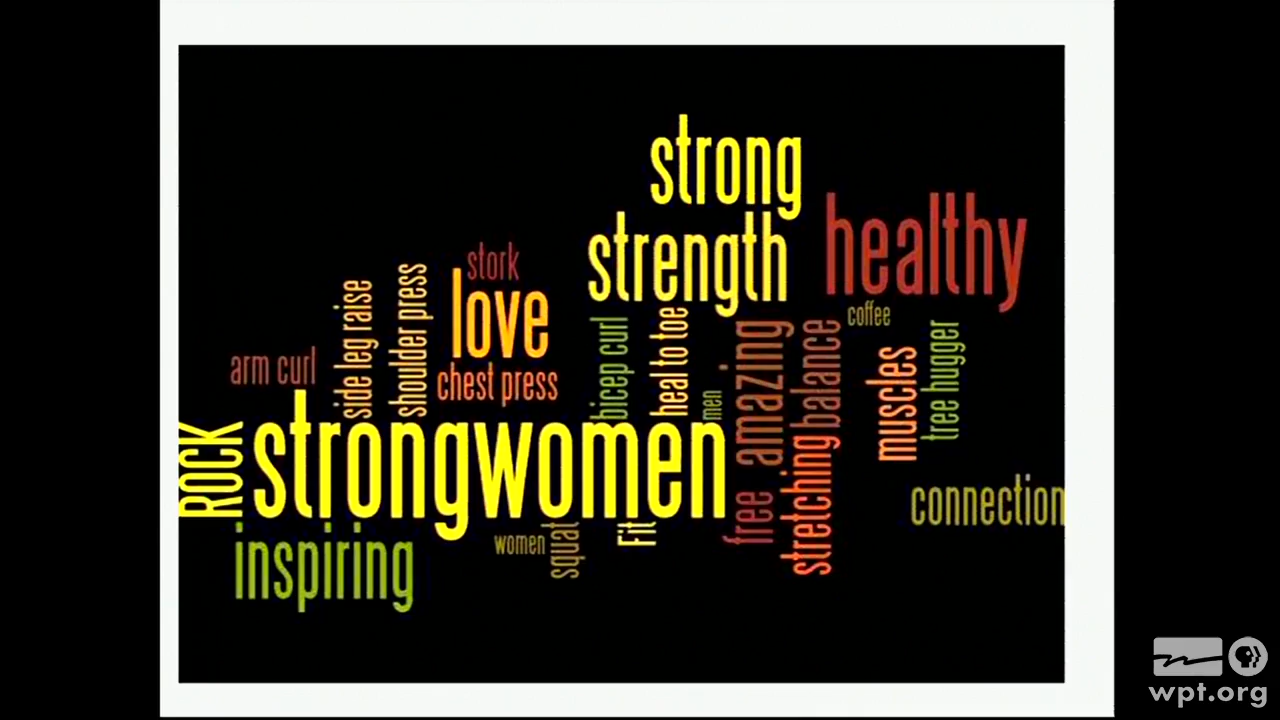 strong
strength
healthy
stork
love
chest press
side leg raise
shoulder press
arm curl
bicep curl
heal to toe
men
amazing
balance
coffee
muscles
tree hugger
ROCK
strongwomen
free
stretching
connection
inspiring
women
squat
Fit
wpt.org